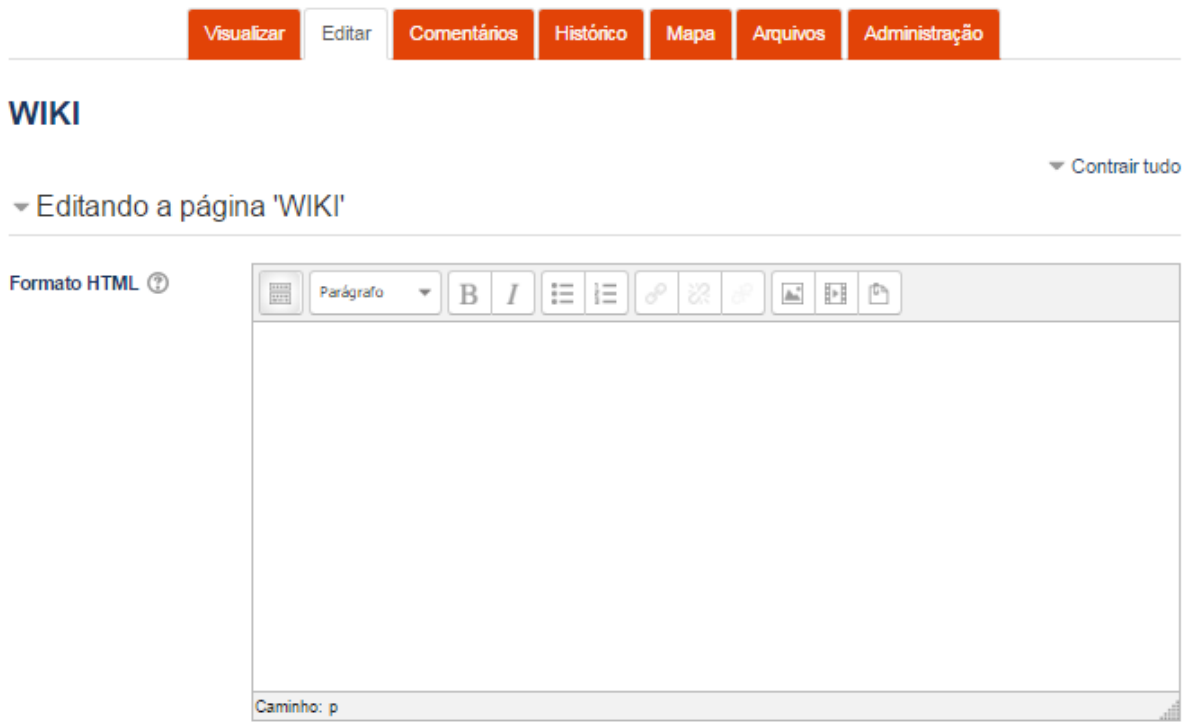 Visualizar Editar Comentários Histórico Mapa Arquivos Administração
WIKI
Contrair tudo
Editando a página 'WIKI'
Formato HTML
Parágrafo B I
Caminho: p